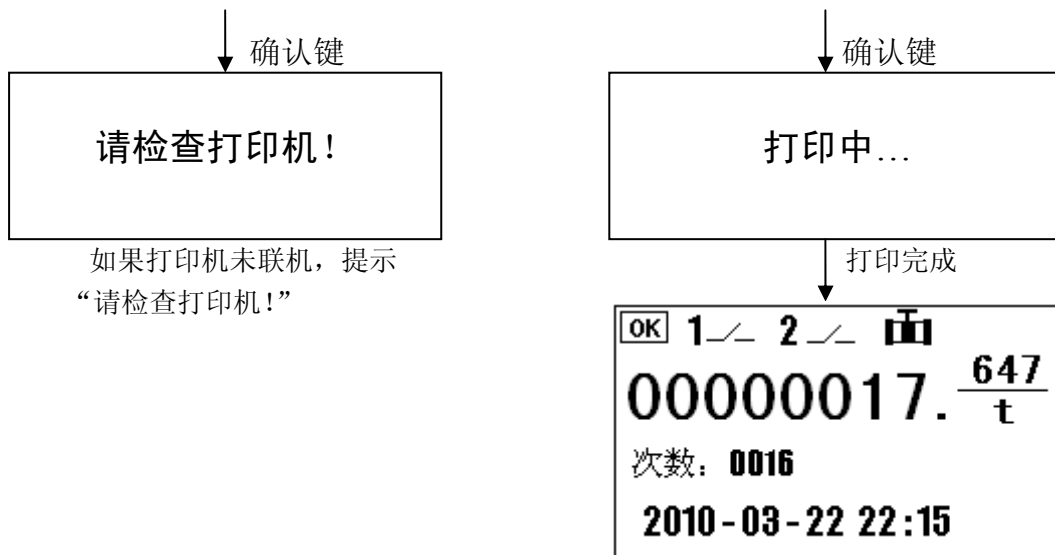 确认键
请检查打印机！
如果打印机未联机，提示
“请检查打印机！”
确认键
打印中...
打印完成
OK 1 2
00000017. 647
t
次数：0016
2010-03-22 22:15